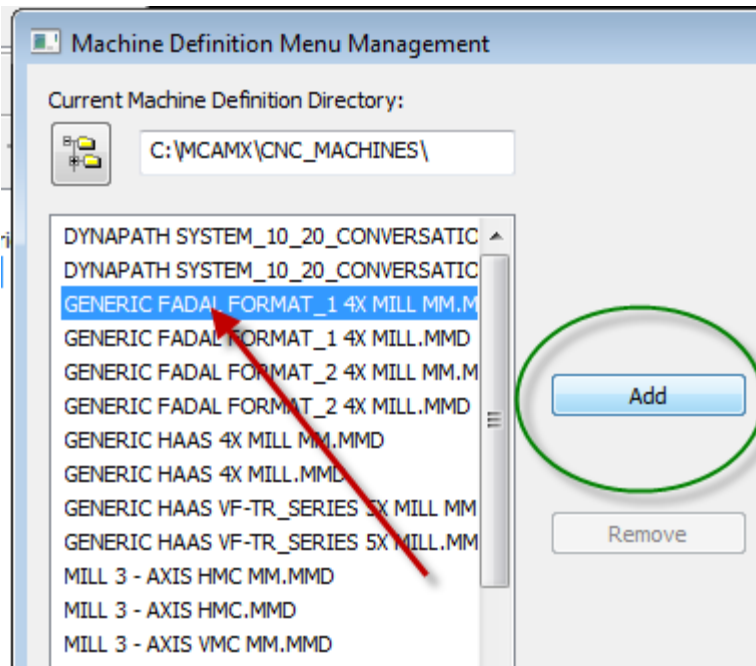 Machine Definition Menu Management
Current Machine Definition Directory:
C:\MCAMX\CNC_MACHINES\
DYNAPATH SYSTEM_10_20_CONVERSATIC
DYNAPATH SYSTEM_10_20_CONVERSATIC
GENERIC FADAL FORMAT_1 4X MILL MM.M
GENERIC FADAL FORMAT_1 4X MILL.MMD
GENERIC FADAL FORMAT_2 4X MILL MM.M
GENERIC FADAL FORMAT_2 4X MILL.MMD
GENERIC HAAS 4X MILL MM.MMD
GENERIC HAAS 4X MILL.MMD
GENERIC HAAS VF-TR_SERIES 5X MILL MM
GENERIC HAAS VF-TR_SERIES 5X MILL.MM
MILL 3 - AXIS HMC MM.MMD
MILL 3 - AXIS HMC.MMD
MILL 3 - AXIS VMC MM.MMD
Add
Remove